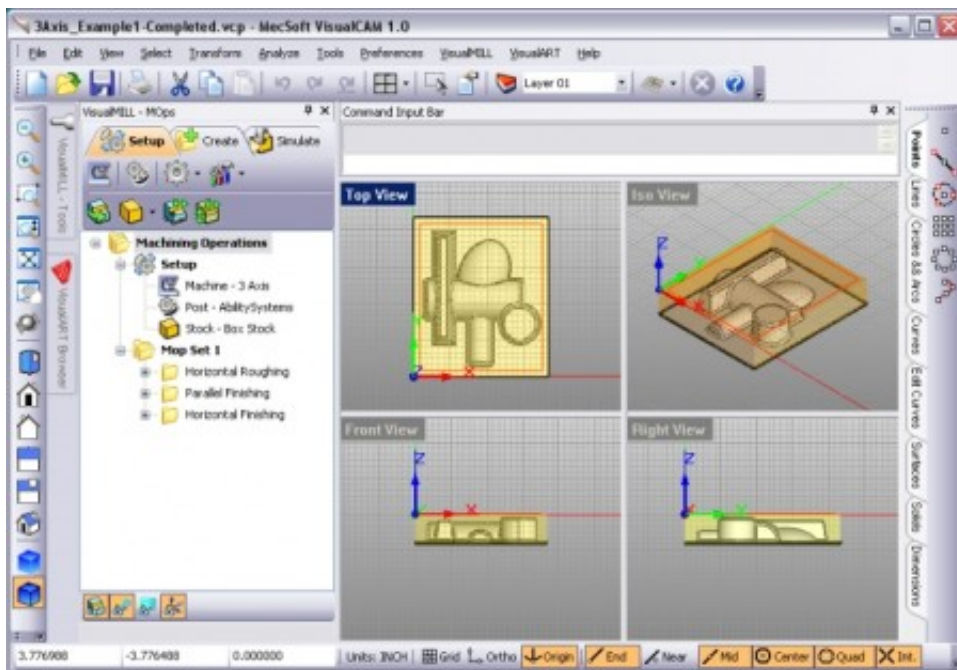 3Axis_Example1-Completed.vcp - MecSoft VisualCAM 1.0
File Edit View Select Transform Analyze Tools Preferences VisualMILL VisualART Help
Layer 01
VisualMILL - MOps
Command Input Bar
Setup Create Simulate
VisualMILL - Tools
VisualART Browser
Machining Operations
Setup
Machine - 3 Axis
Post - AbilitySystems
Stock - Box Stock
Mop Set 1
Horizontal Roughing
Parallel Finishing
Horizontal Finishing
Top View
Y
X
Iso View
Z
X
Front View
Z
X
Right View
Z
Points
Lines
Circles && Arcs
Curves
Edit Curves
Surfaces
Solids
Dimensions
3.776988 -3.776488 0.000000 Units: INCH Grid Ortho Origin End Near Mid Center Quad Int.